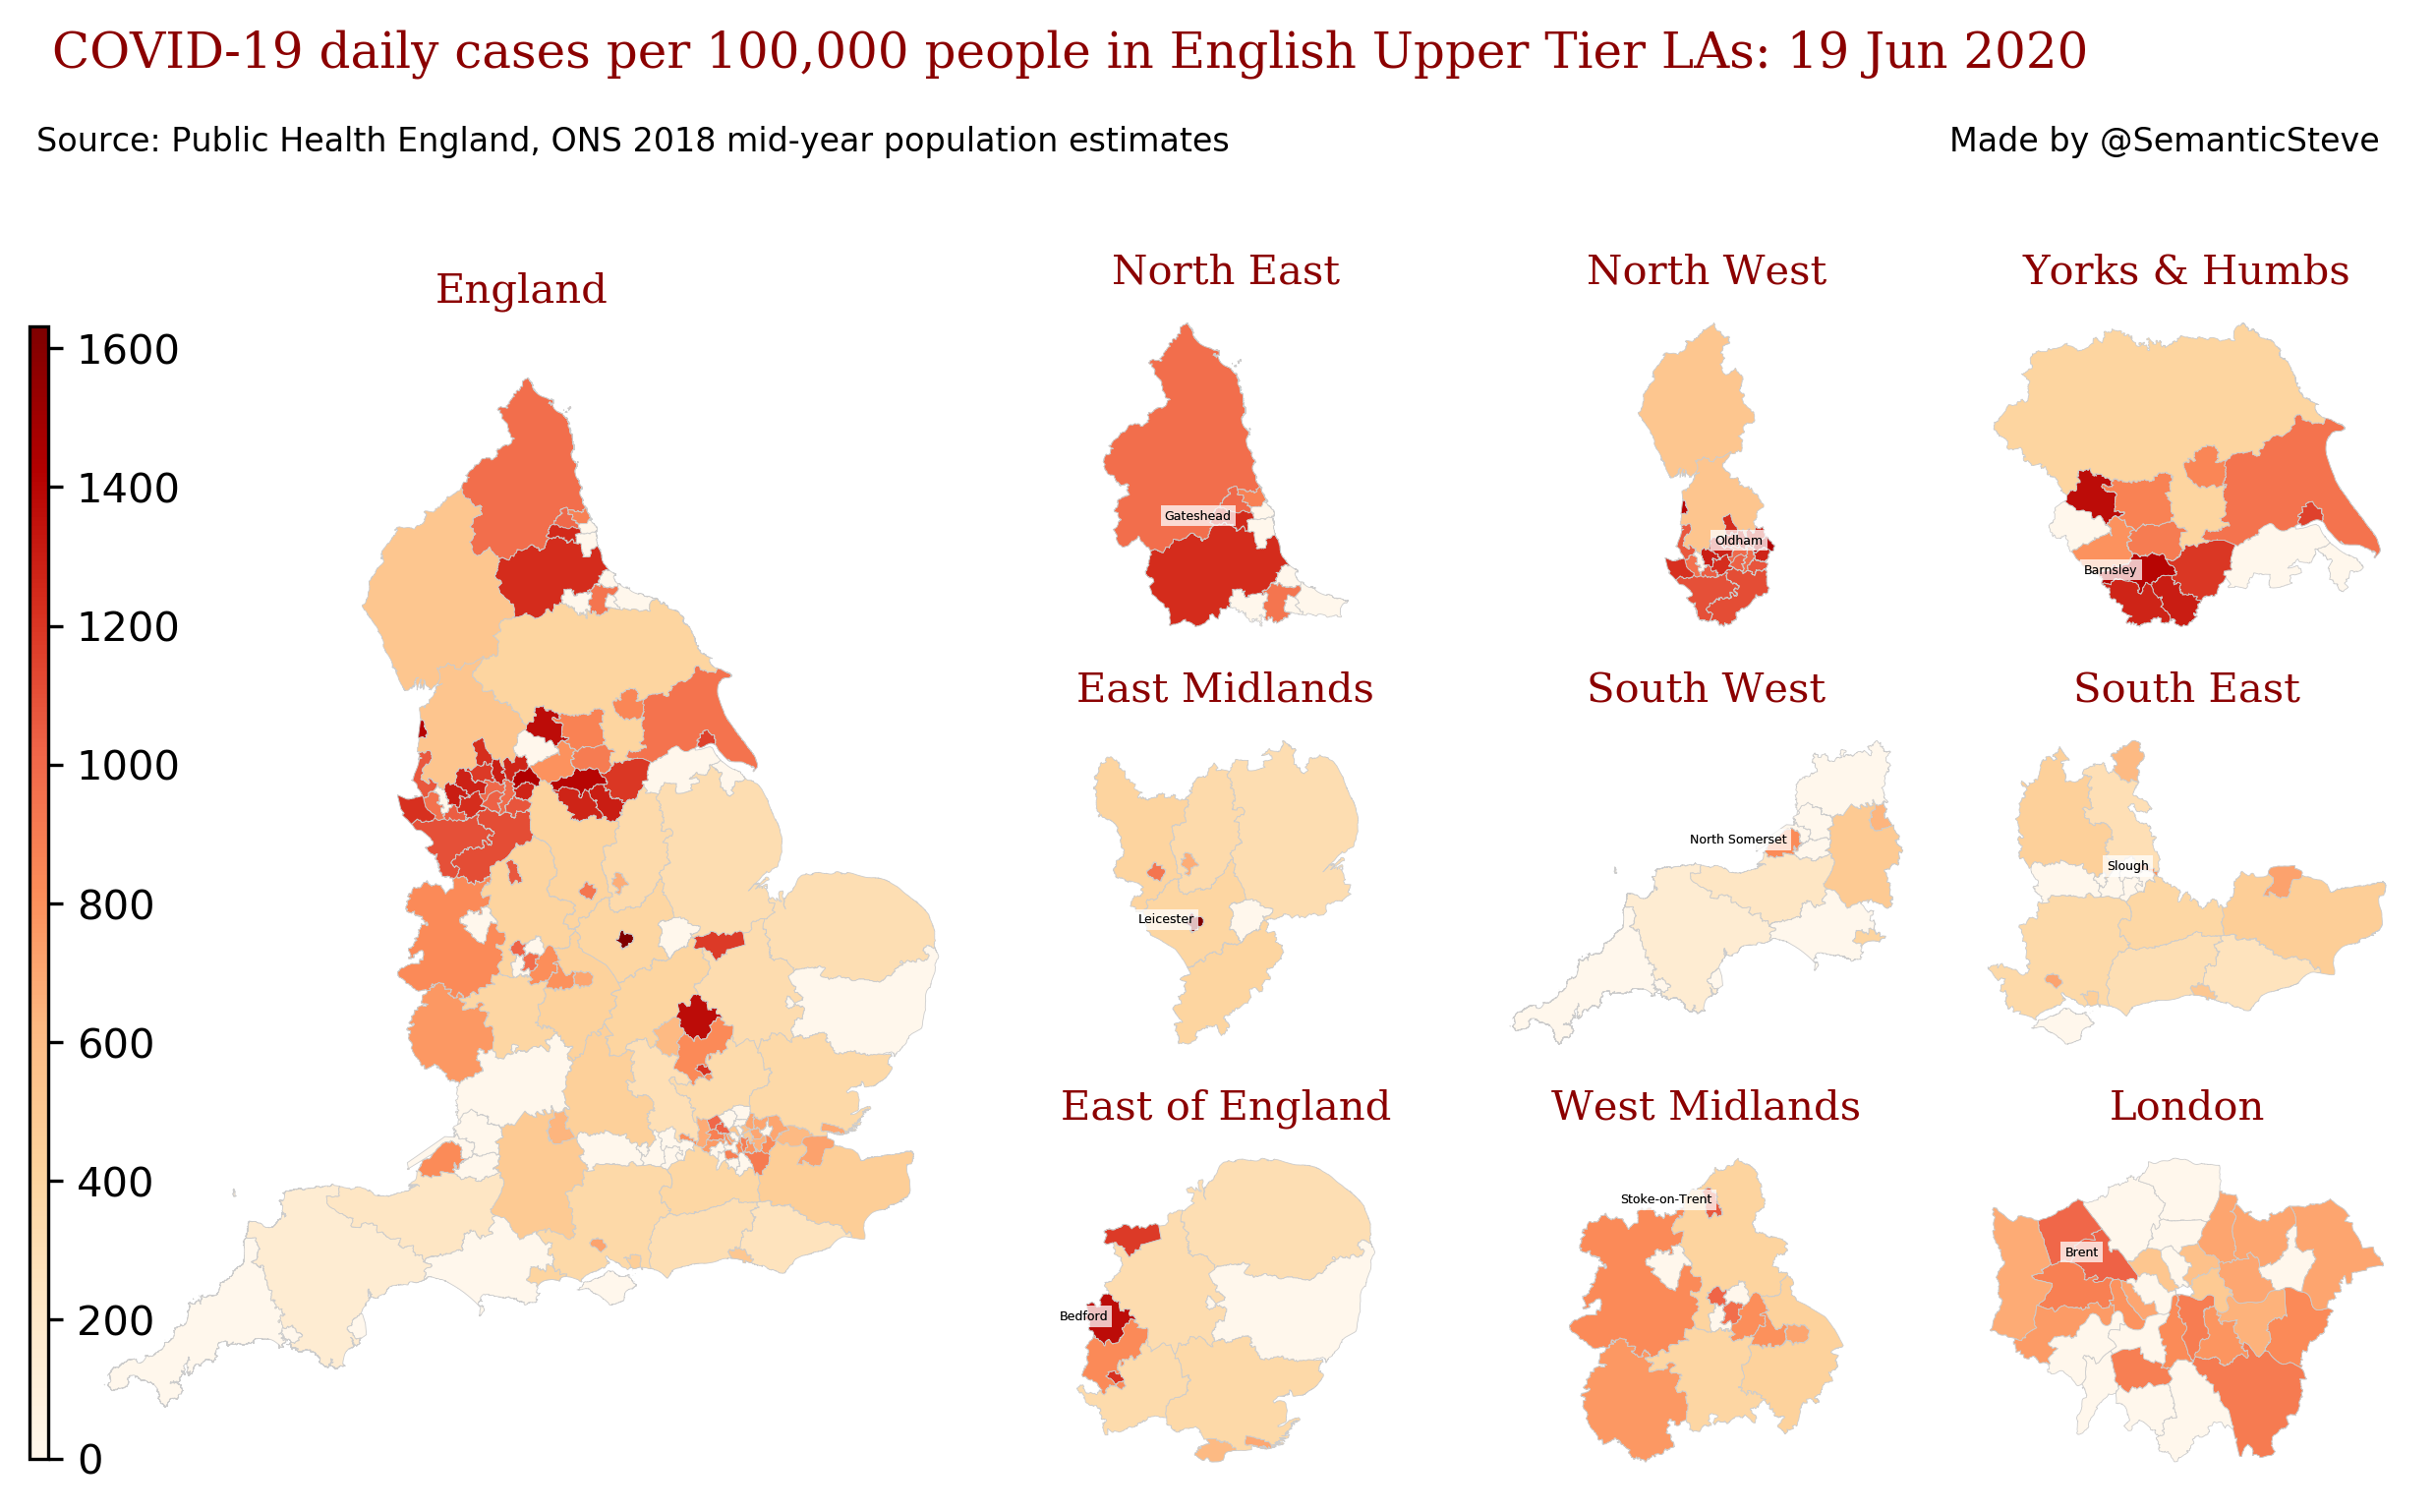 COVID-19 daily cases per 100,000 people in English Upper Tier LAs: 19 Jun 2020
Source: Public Health England, ONS 2018 mid-year population estimates
Made by @SemanticSteve
England
1600
1400
1200
1000
800
600
400
200
0
North East
Gateshead
North West
Oldham
Yorks & Humbs
Barnsley
East Midlands
Leicester
South West
North Somerset
South East
Slough
East of England
Bedford
West Midlands
Stoke-on-Trent
London
Brent